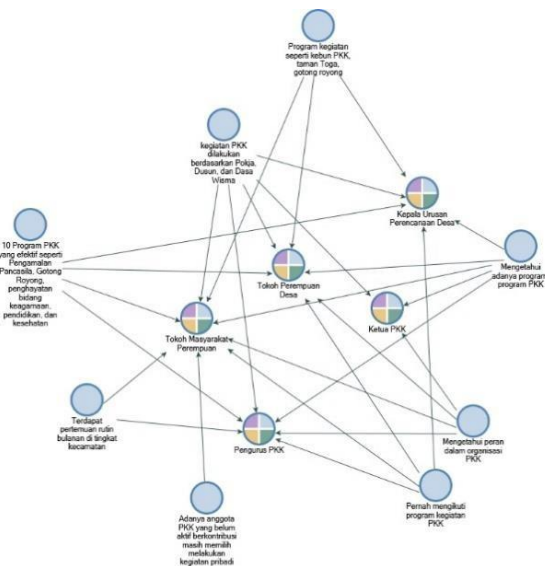 Program kegiatan
seperti kebun PKK,
taman Toga,
gotong royong
kegiatan PKK
dilakukan
berdasarkan Pokja,
Dusun, dan Dasa
Wisma
Kepala Urusan
Perencanaan Desa
10 Program PKK
yang efektif seperti
Pengamalan
Pancasila, Gotong
Royong,
penghayatan
bidang
keagamaan,
pendidikan, dan
kesehatan
Mengetahui
adanya program
program PKK
Tokoh Perempuan
Desa
Ketua PKK
Tokoh Masyarakat
Perempuan
Terdapat
pertemuan rutin
bulanan di tingkat
kecamatan
Pengurus PKK
Mengetahui peran
dalam organisasi
PKK
Pernah mengikuti
program kegiatan
PKK
Adanya anggota
PKK yang belum
aktif berkontribusi
masih memilih
melakukan
kegiatan pribadi